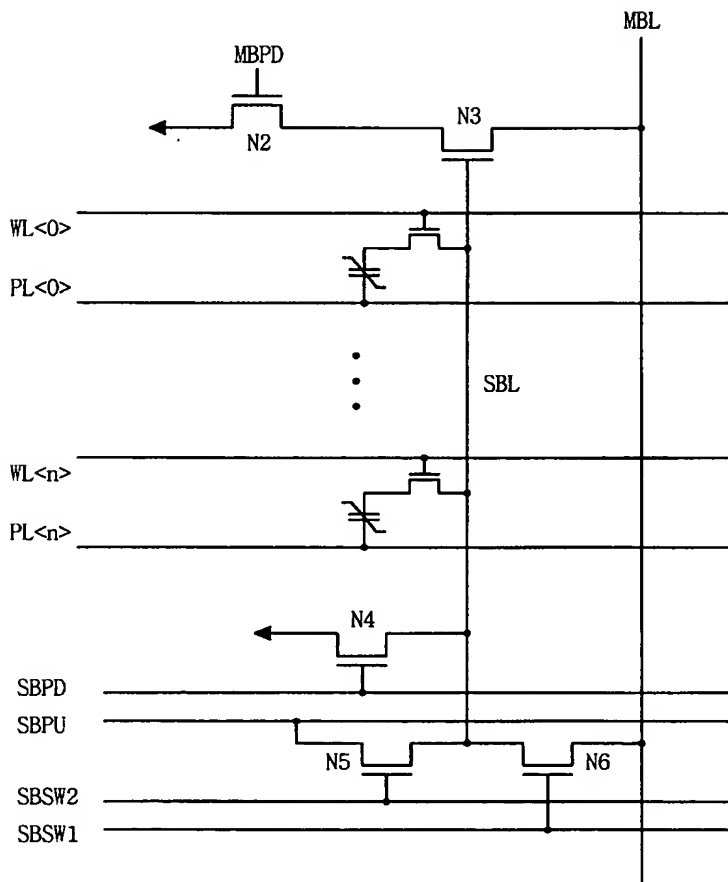 MBL
MBPD
N3
N2
WL<0>
PL<0>
SBL
WL<n>
PL<n>
N4
SBPD
SBPU
N5
N6
SBSW2
SBSW1